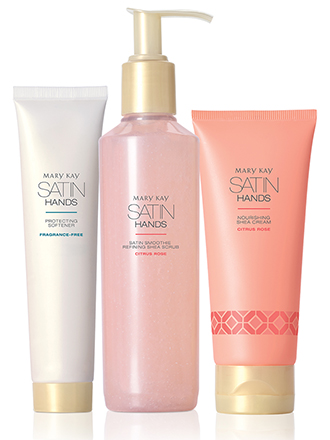 MARY KAY
SATIN
HANDS
PROTECTING
SOFTENER
FRAGRANCE-FREE
MARY KAY
SATIN
HANDS
SATIN SMOOTHIE
REFINING SHEA SCRUB
CITRUS ROSE
MARY KAY
SATIN
HANDS
NOURISHING
SHEA CREAM
CITRUS ROSE